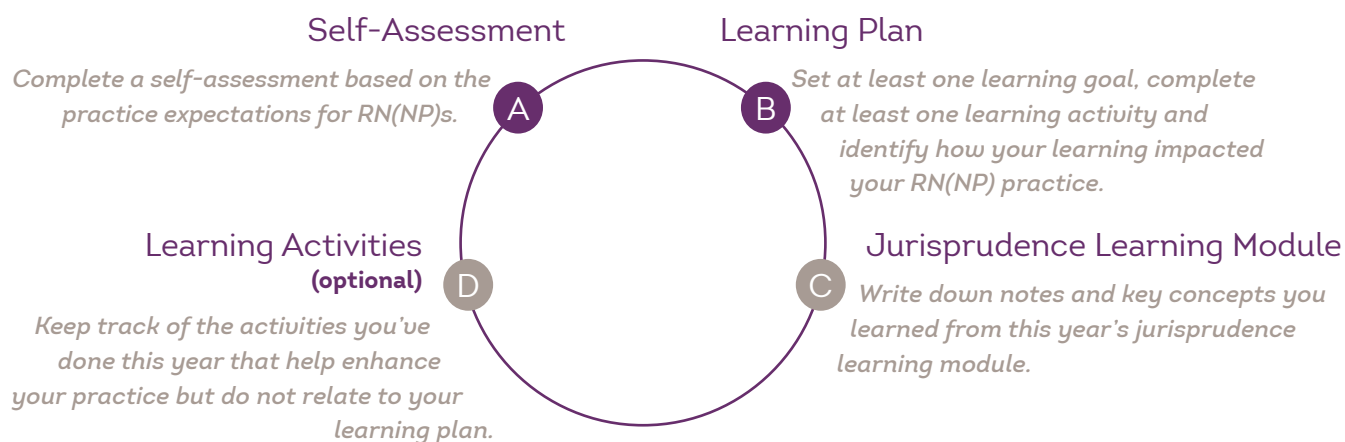 Self-Assessment
Complete a self-assessment based on the
practice expectations for RN(NP)s.
A
Learning Plan
B
Set at least one learning goal, complete
at least one learning activity and
identify how your learning impacted
your RN(NP) practice.
Jurisprudence Learning Module
C
Write down notes and key concepts you
learned from this year's jurisprudence
learning module.
Learning Activities
(optional)
D
Keep track of the activities you've
done this year that help enhance
your practice but do not relate to your
learning plan.